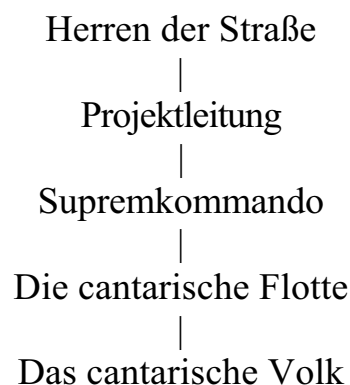 Herren der Straße
|
Projektleitung
|
Supremkommando
|
Die cantarische Flotte
|
Das cantarische Volk